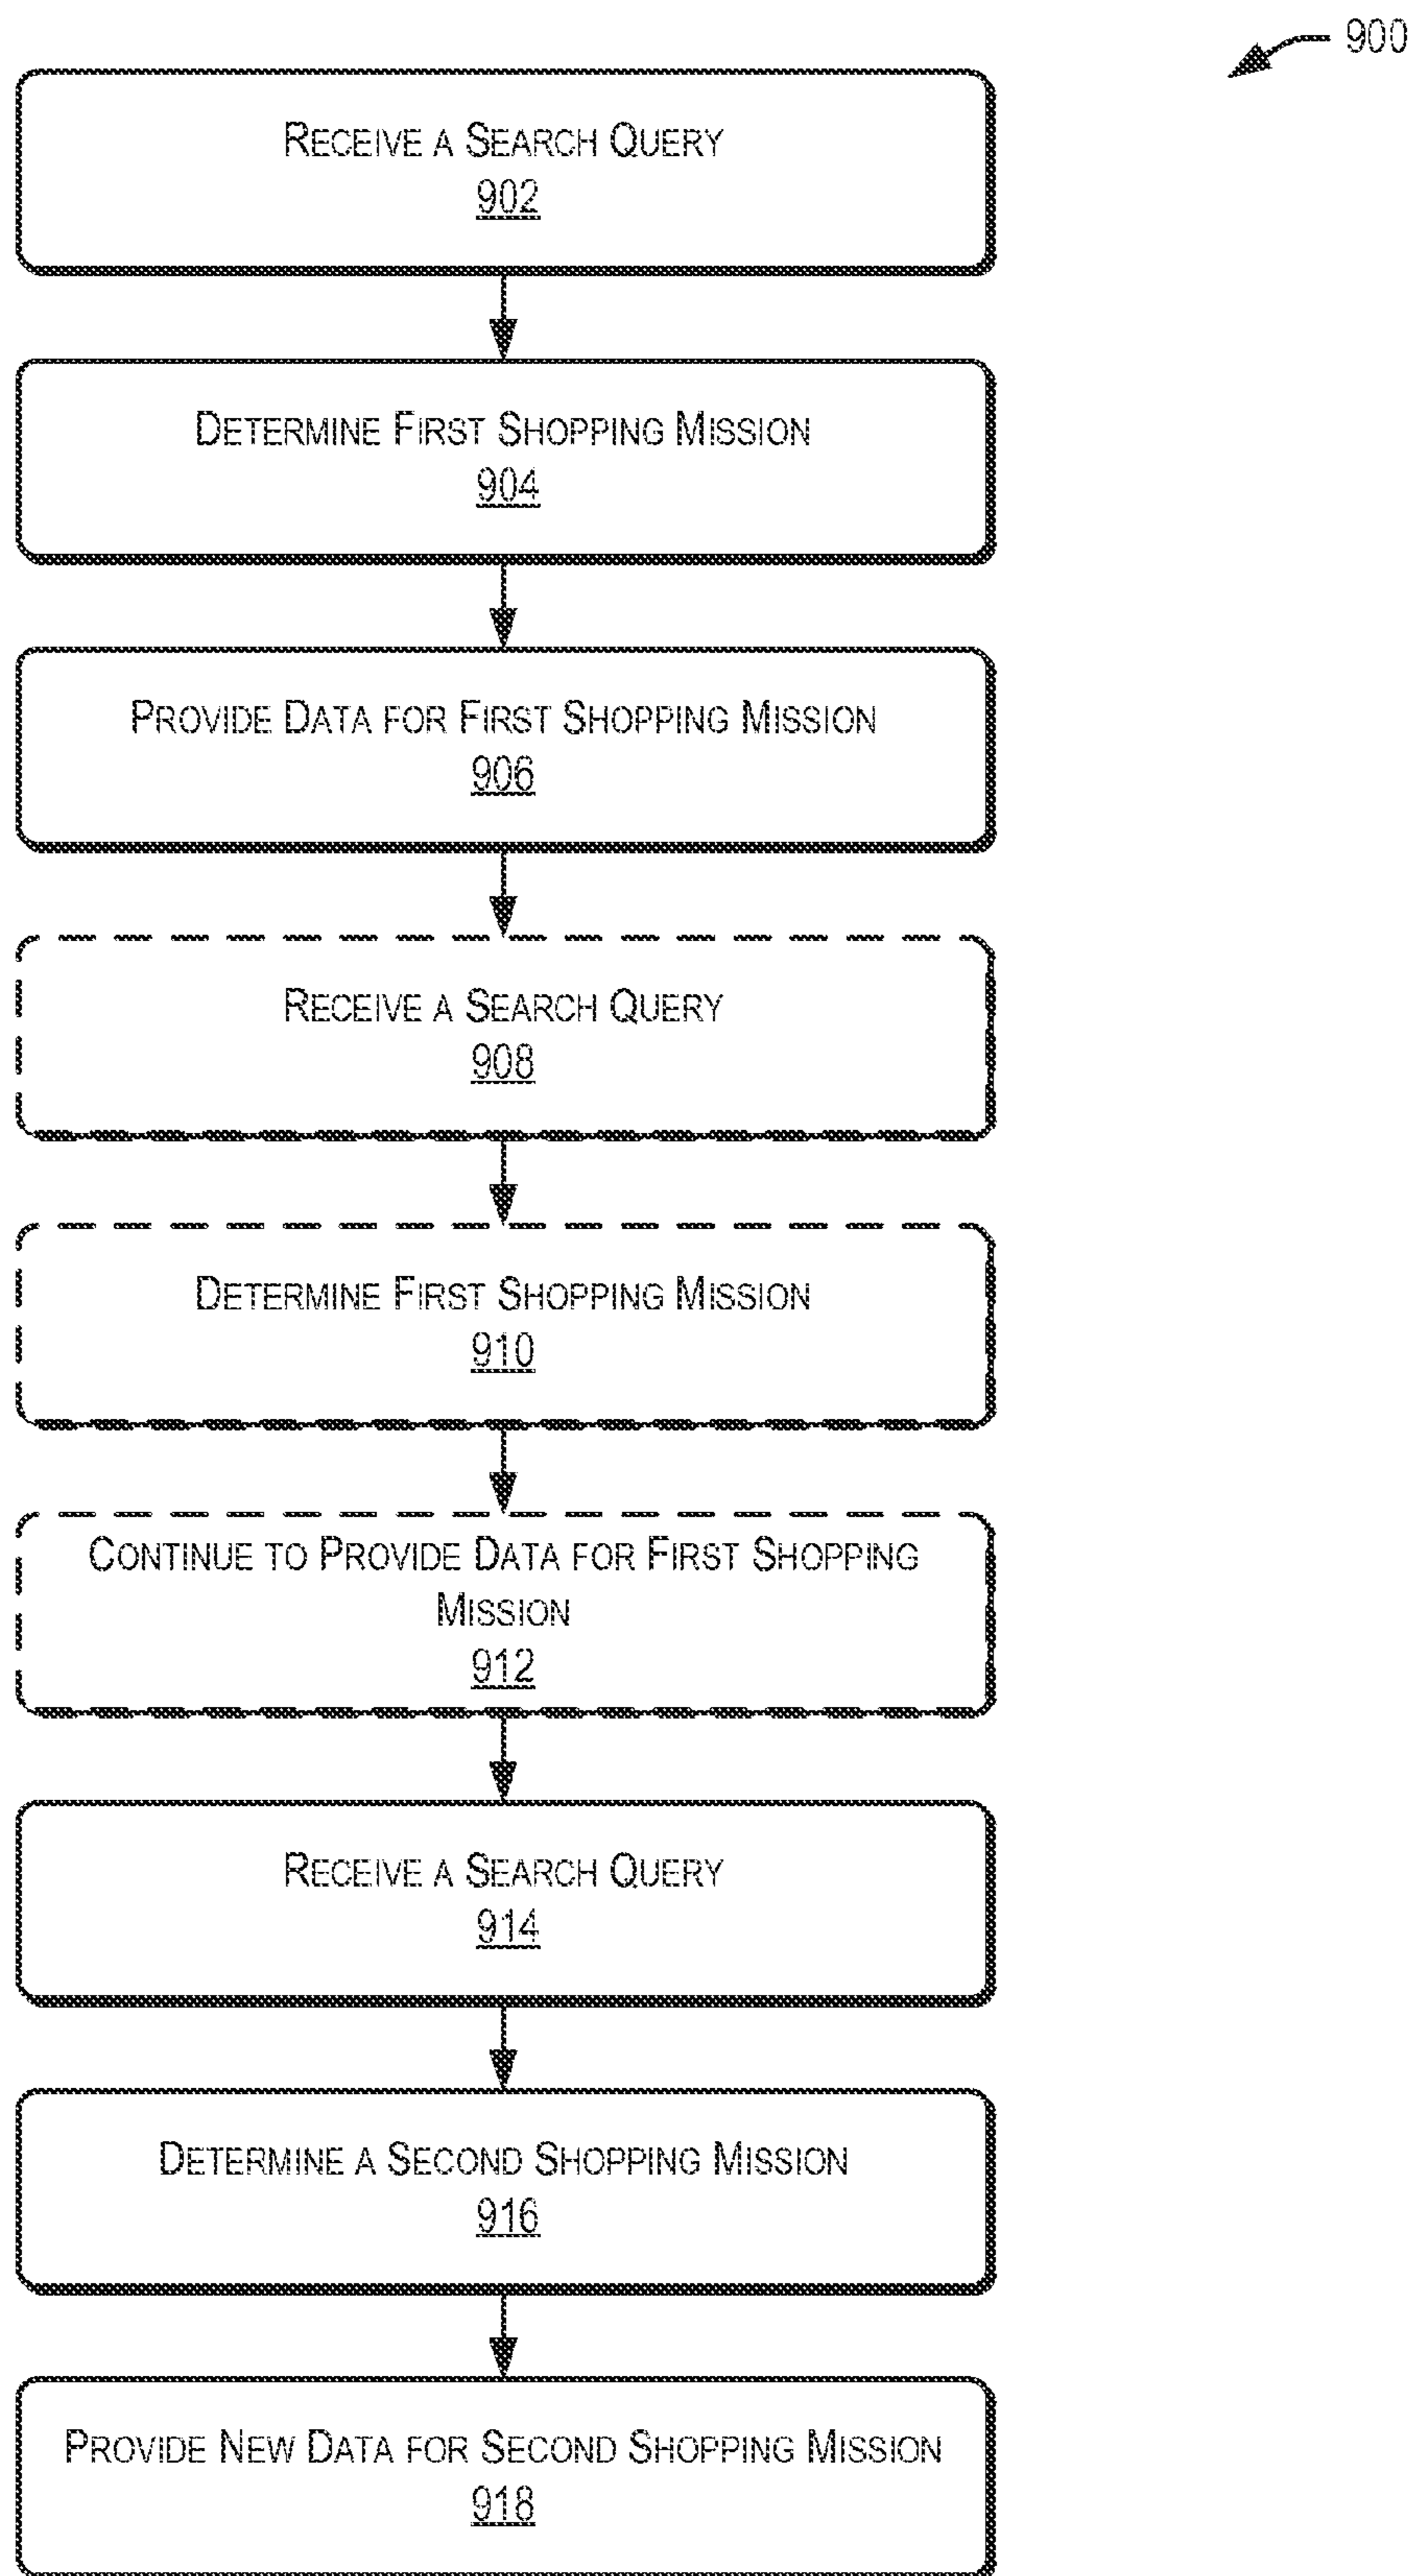 900
RECEIVE A SEARCH QUERY
902
DETERMINE FIRST SHOPPING MISSION
904
PROVIDE DATA FOR FIRST SHOPPING MISSION
906
RECEIVE A SEARCH QUERY
908
DETERMINE FIRST SHOPPING MISSION
910
CONTINUE TO PROVIDE DATA FOR FIRST SHOPPING
MISSION
912
RECEIVE A SEARCH QUERY
914
DETERMINE A SECOND SHOPPING MISSION
916
PROVIDE NEW DATA FOR SECOND SHOPPING MISSION
918